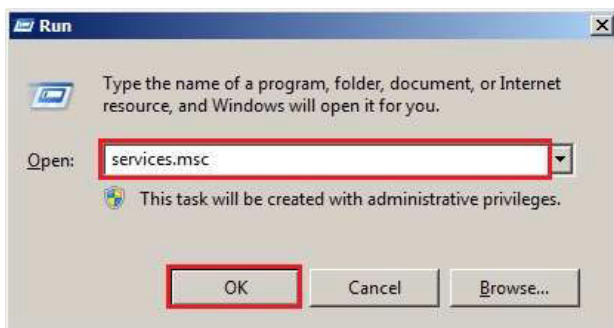 Run
Type the name of a program, folder, document, or Internet
resource, and Windows will open it for you.
Open: services.msc
This task will be created with administrative privileges.
OK Cancel Browse...